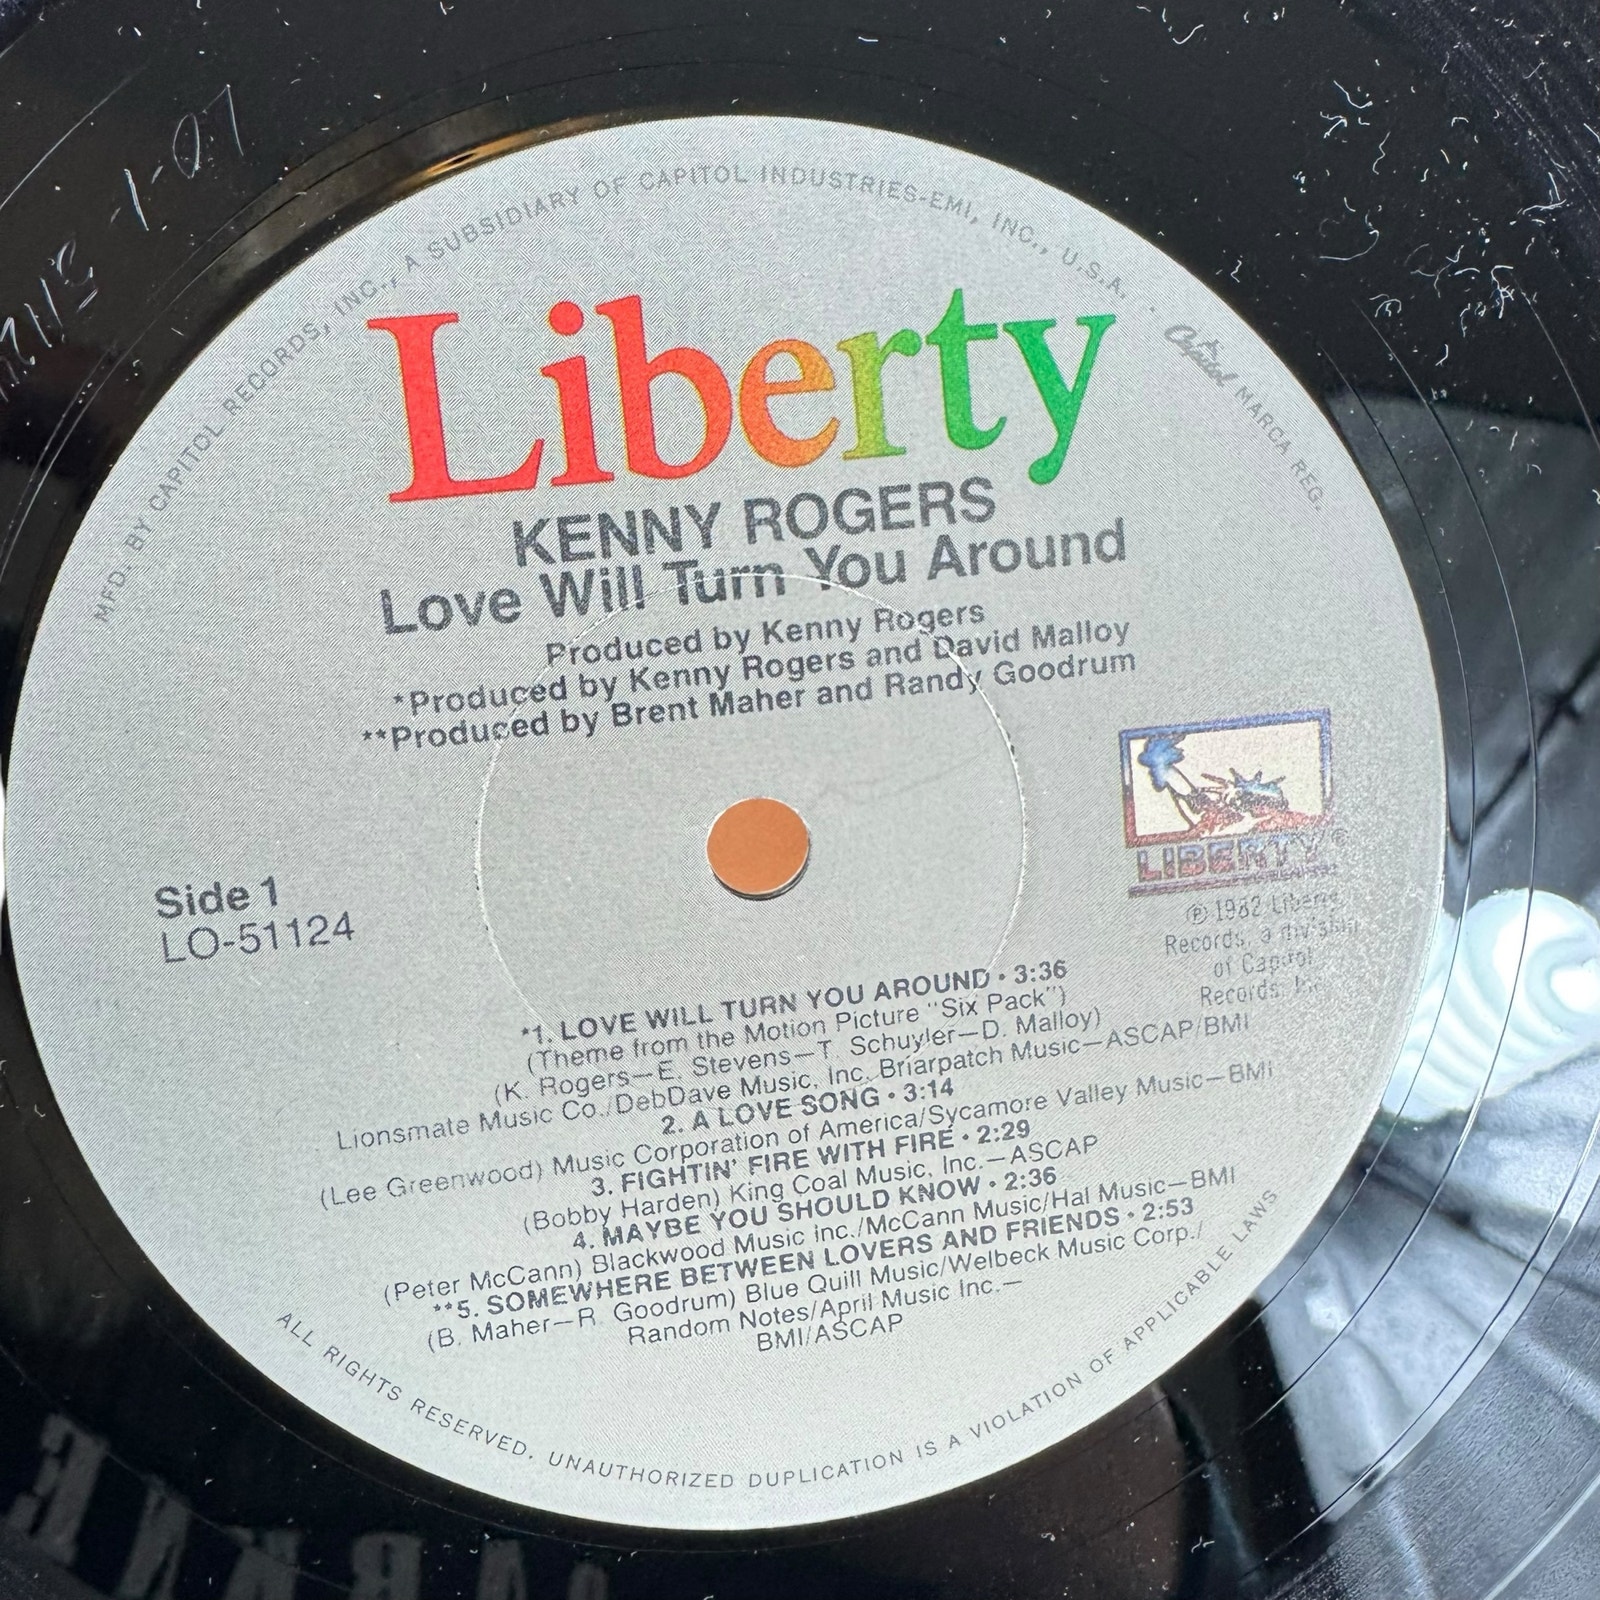 MFD. BY CAPITOL RECORDS, INC., A SUBSIDIARY OF CAPITOL INDUSTRIES-EMI, INC., U.S.A. · Capitol MARCA REG.
Liberty
KENNY ROGERS
Love Will Turn You Around
Produced by Kenny Rogers
*Produced by Kenny Rogers and David Malloy
**Produced by Brent Maher and Randy Goodrum
LIBERTY®
℗ 1982 Liberty
Records, a division
of Capitol
Records, Inc.
Side 1
LO-51124
*1. LOVE WILL TURN YOU AROUND • 3:36
(Theme from the Motion Picture "Six Pack")
(K. Rogers—E. Stevens—T. Schuyler—D. Malloy)
Lionsmate Music Co./DebDave Music, Inc. Briarpatch Music—ASCAP/BMI
2. A LOVE SONG • 3:14
(Lee Greenwood) Music Corporation of America/Sycamore Valley Music—BMI
3. FIGHTIN' FIRE WITH FIRE • 2:29
(Bobby Harden) King Coal Music, Inc.—ASCAP
4. MAYBE YOU SHOULD KNOW • 2:36
(Peter McCann) Blackwood Music Inc./McCann Music/Hal Music—BMI
**5. SOMEWHERE BETWEEN LOVERS AND FRIENDS • 2:53
(B. Maher—R. Goodrum) Blue Quill Music/Welbeck Music Corp./
Random Notes/April Music Inc.—
BMI/ASCAP
ALL RIGHTS RESERVED. UNAUTHORIZED DUPLICATION IS A VIOLATION OF APPLICABLE LAWS